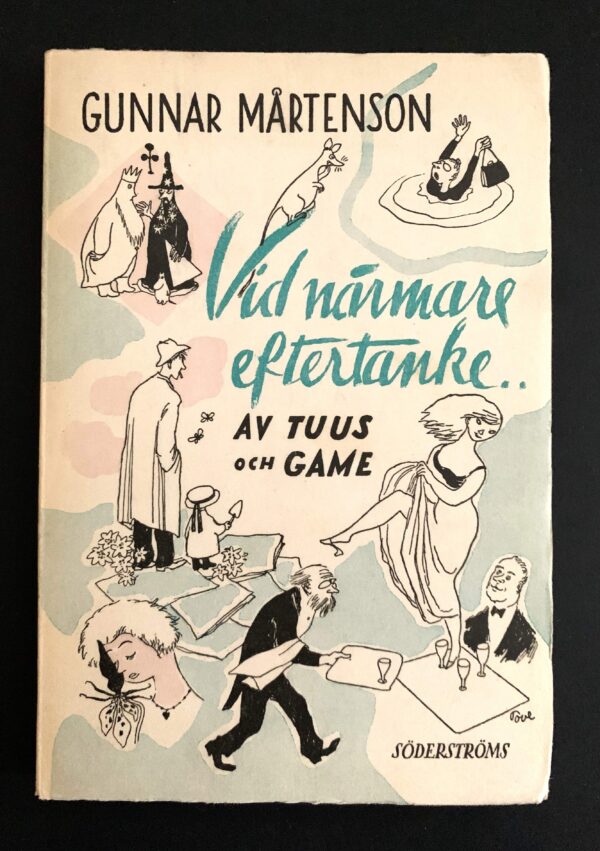 GUNNAR MÅRTENSON
Vid närmare
eftertanke..
AV TUUS
OCH GAME
Tove
SÖDERSTRÖMS